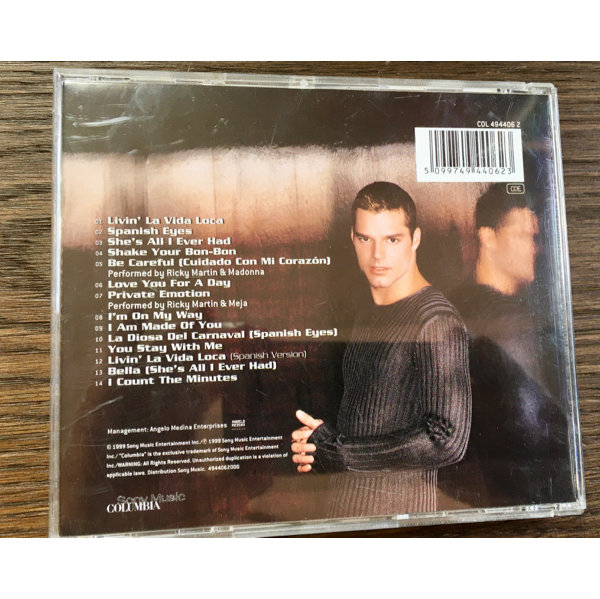 COL 494406 2
5 099749 440623
CDE
01 Livin' La Vida Loca
02 Spanish Eyes
03 She's All I Ever Had
04 Shake Your Bon-Bon
05 Be Careful (Cuidado Con Mi Corazón)
Performed by Ricky Martin & Madonna
06 Love You For A Day
07 Private Emotion
Performed by Ricky Martin & Meja
08 I'm On My Way
09 I Am Made Of You
10 La Diosa Del Carnaval (Spanish Eyes)
11 You Stay With Me
12 Livin' La Vida Loca (Spanish Version)
13 Bella (She's All I Ever Had)
14 I Count The Minutes
Management: Angelo Medina Enterprises
© 1999 Sony Music Entertainment Inc./℗ 1999 Sony Music Entertainment
Inc./ "Columbia" is the exclusive trademark of Sony Music Entertainment
Inc./WARNING: All Rights Reserved. Unauthorized duplication is a violation of
applicable laws. Distribution Sony Music. 4944062000
Sony Music
COLUMBIA